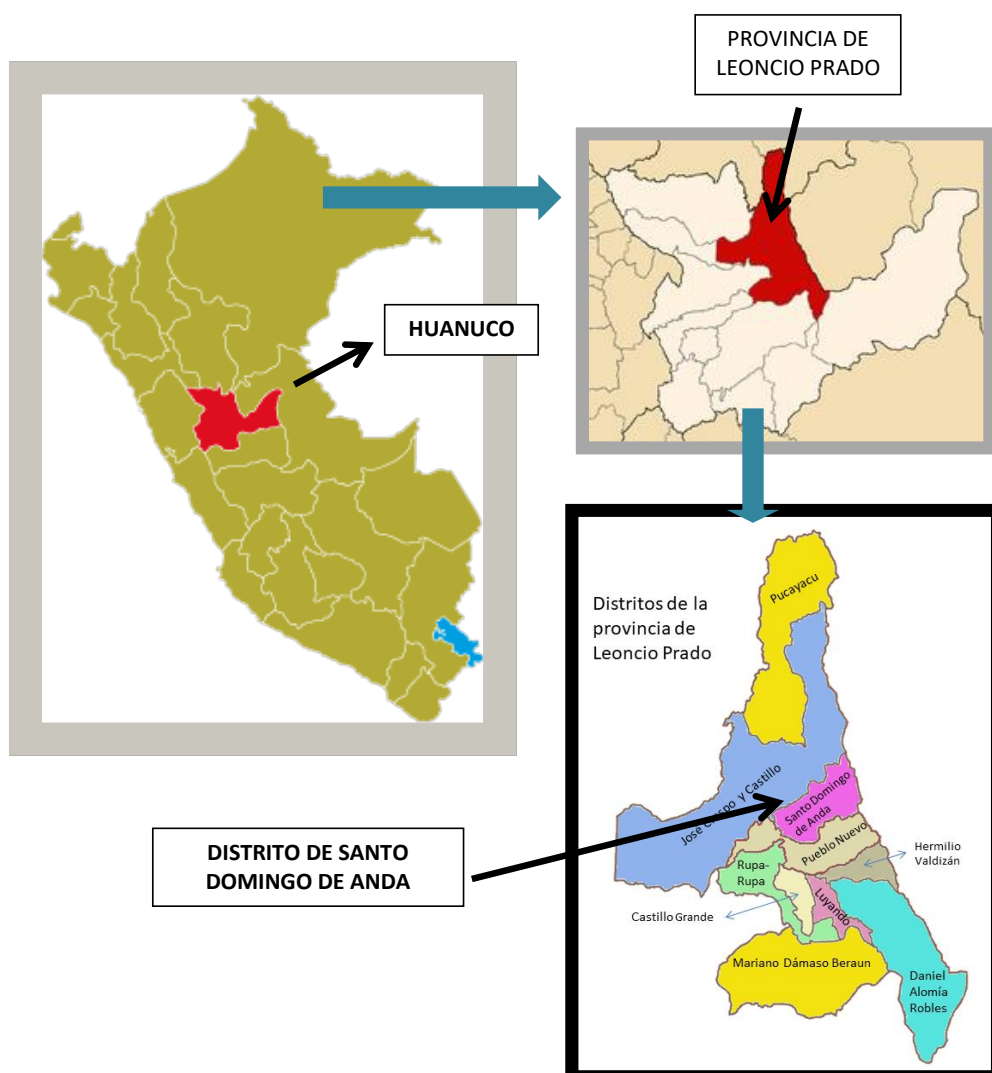 PROVINCIA DE
LEONCIO PRADO
HUANUCO
Distritos de la
provincia de
Leoncio Prado
Pucayacu
José Crespo y Castillo
Santo Domingo
de Anda
Pueblo Nuevo
Hermilio
Valdizán
Rupa-
Rupa
Castillo Grande
Luyando
Mariano Dámaso Beraun
Daniel
Alomía
Robles
DISTRITO DE SANTO
DOMINGO DE ANDA